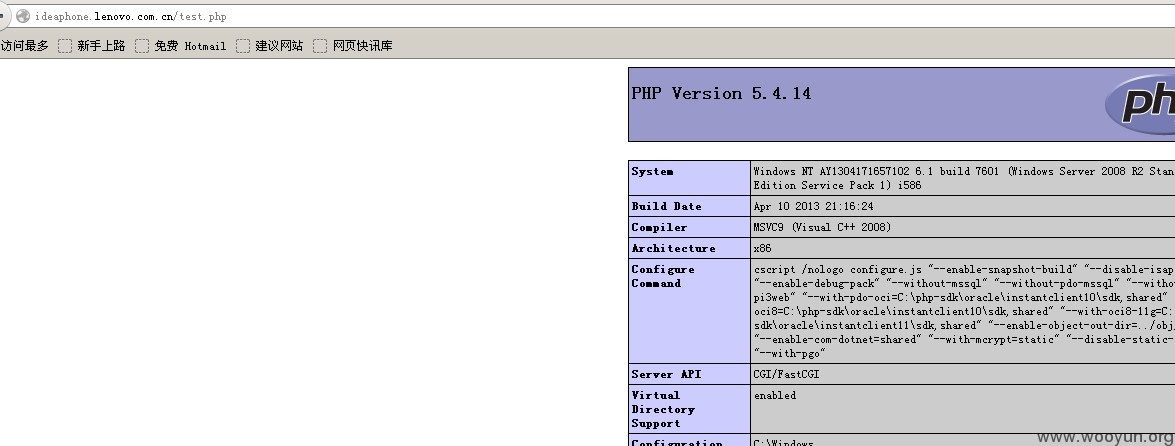 ideaphone.lenovo.com.cn/test.php
访问最多 新手上路 免费 Hotmail 建议网站 网页快讯库
PHP Version 5.4.14
ph
System
Windows NT AY1304171657102 6.1 build 7601 (Windows Server 2008 R2 Stan
Edition Service Pack 1) i586
Build Date
Apr 10 2013 21:16:24
Compiler
MSVC9 (Visual C++ 2008)
Architecture
x86
Configure
Command
cscript /nologo configure.js "--enable-snapshot-build" "--disable-isap
"--enable-debug-pack" "--without-mssql" "--without-pdo-mssql" "--witho
pi3web" "--with-pdo-oci=C:\php-sdk\oracle\instantclient10\sdk,shared"
oci8=C:\php-sdk\oracle\instantclient10\sdk,shared" "--with-oci8-11g=C:
sdk\oracle\instantclient11\sdk,shared" "--enable-object-out-dir=../obj
"--enable-com-dotnet=shared" "--with-mcrypt=static" "--disable-static-
"--with-pgo"
Server API
CGI/FastCGI
Virtual
Directory
Support
enabled
Configuration
C:\Windows
www.wooyun.org